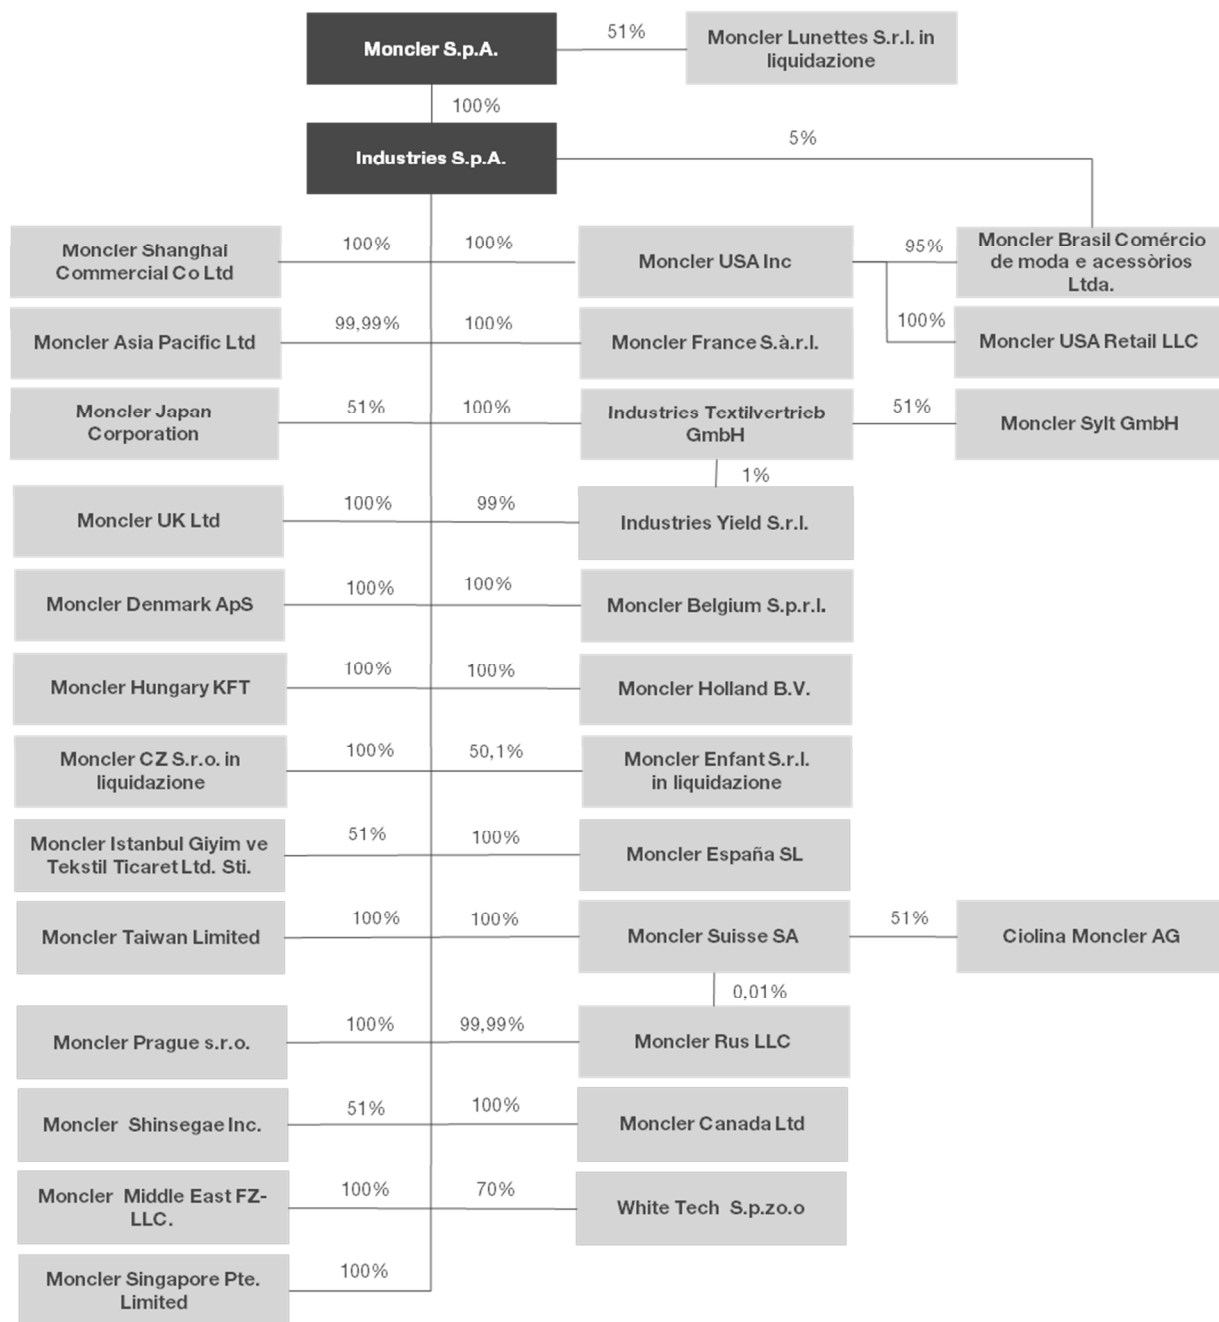 Moncler S.p.A.
51%
Moncler Lunettes S.r.l. in
liquidazione
100%
Industries S.p.A.
5%
Moncler Shanghai
Commercial Co Ltd
100%
100%
Moncler USA Inc
95%
Moncler Brasil Comércio
de moda e acessòrios
Ltda.
Moncler Asia Pacific Ltd
99,99%
100%
Moncler France S.à.r.l.
100%
Moncler USA Retail LLC
Moncler Japan
Corporation
51%
100%
Industries Textilvertrieb
GmbH
51%
Moncler Sylt GmbH
1%
Moncler UK Ltd
100%
99%
Industries Yield S.r.l.
Moncler Denmark ApS
100%
100%
Moncler Belgium S.p.r.l.
Moncler Hungary KFT
100%
100%
Moncler Holland B.V.
Moncler CZ S.r.o. in
liquidazione
100%
50,1%
Moncler Enfant S.r.l.
in liquidazione
Moncler Istanbul Giyim ve
Tekstil Ticaret Ltd. Sti.
51%
100%
Moncler España SL
Moncler Taiwan Limited
100%
100%
Moncler Suisse SA
51%
Ciolina Moncler AG
0,01%
Moncler Prague s.r.o.
100%
99,99%
Moncler Rus LLC
Moncler Shinsegae Inc.
51%
100%
Moncler Canada Ltd
Moncler Middle East FZ-
LLC.
100%
70%
White Tech S.p.zo.o
Moncler Singapore Pte.
Limited
100%